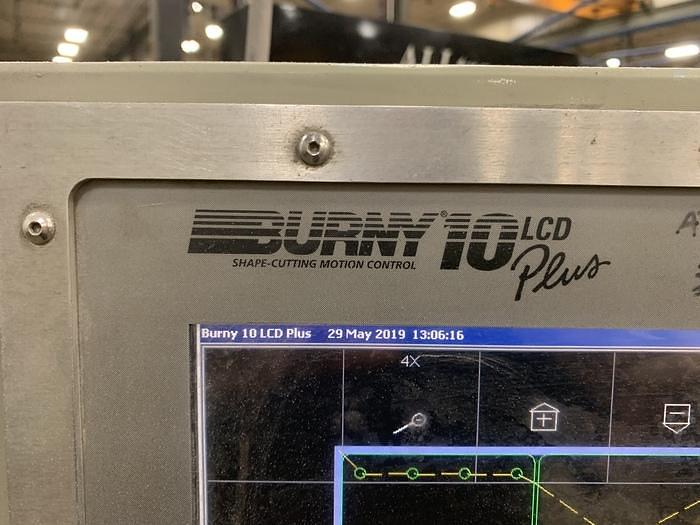 BURNY® 10 LCD
Plus
SHAPE-CUTTING MOTION CONTROL
Burny 10 LCD Plus 29 May 2019 13:06:16
4X